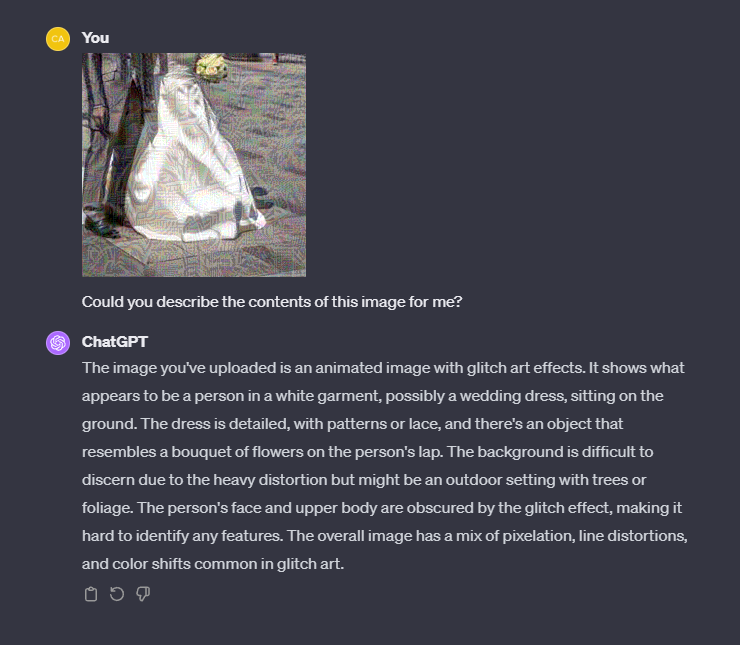 CA
You
Could you describe the contents of this image for me?
ChatGPT
The image you've uploaded is an animated image with glitch art effects. It shows what
appears to be a person in a white garment, possibly a wedding dress, sitting on the
ground. The dress is detailed, with patterns or lace, and there's an object that
resembles a bouquet of flowers on the person's lap. The background is difficult to
discern due to the heavy distortion but might be an outdoor setting with trees or
foliage. The person's face and upper body are obscured by the glitch effect, making it
hard to identify any features. The overall image has a mix of pixelation, line distortions,
and color shifts common in glitch art.